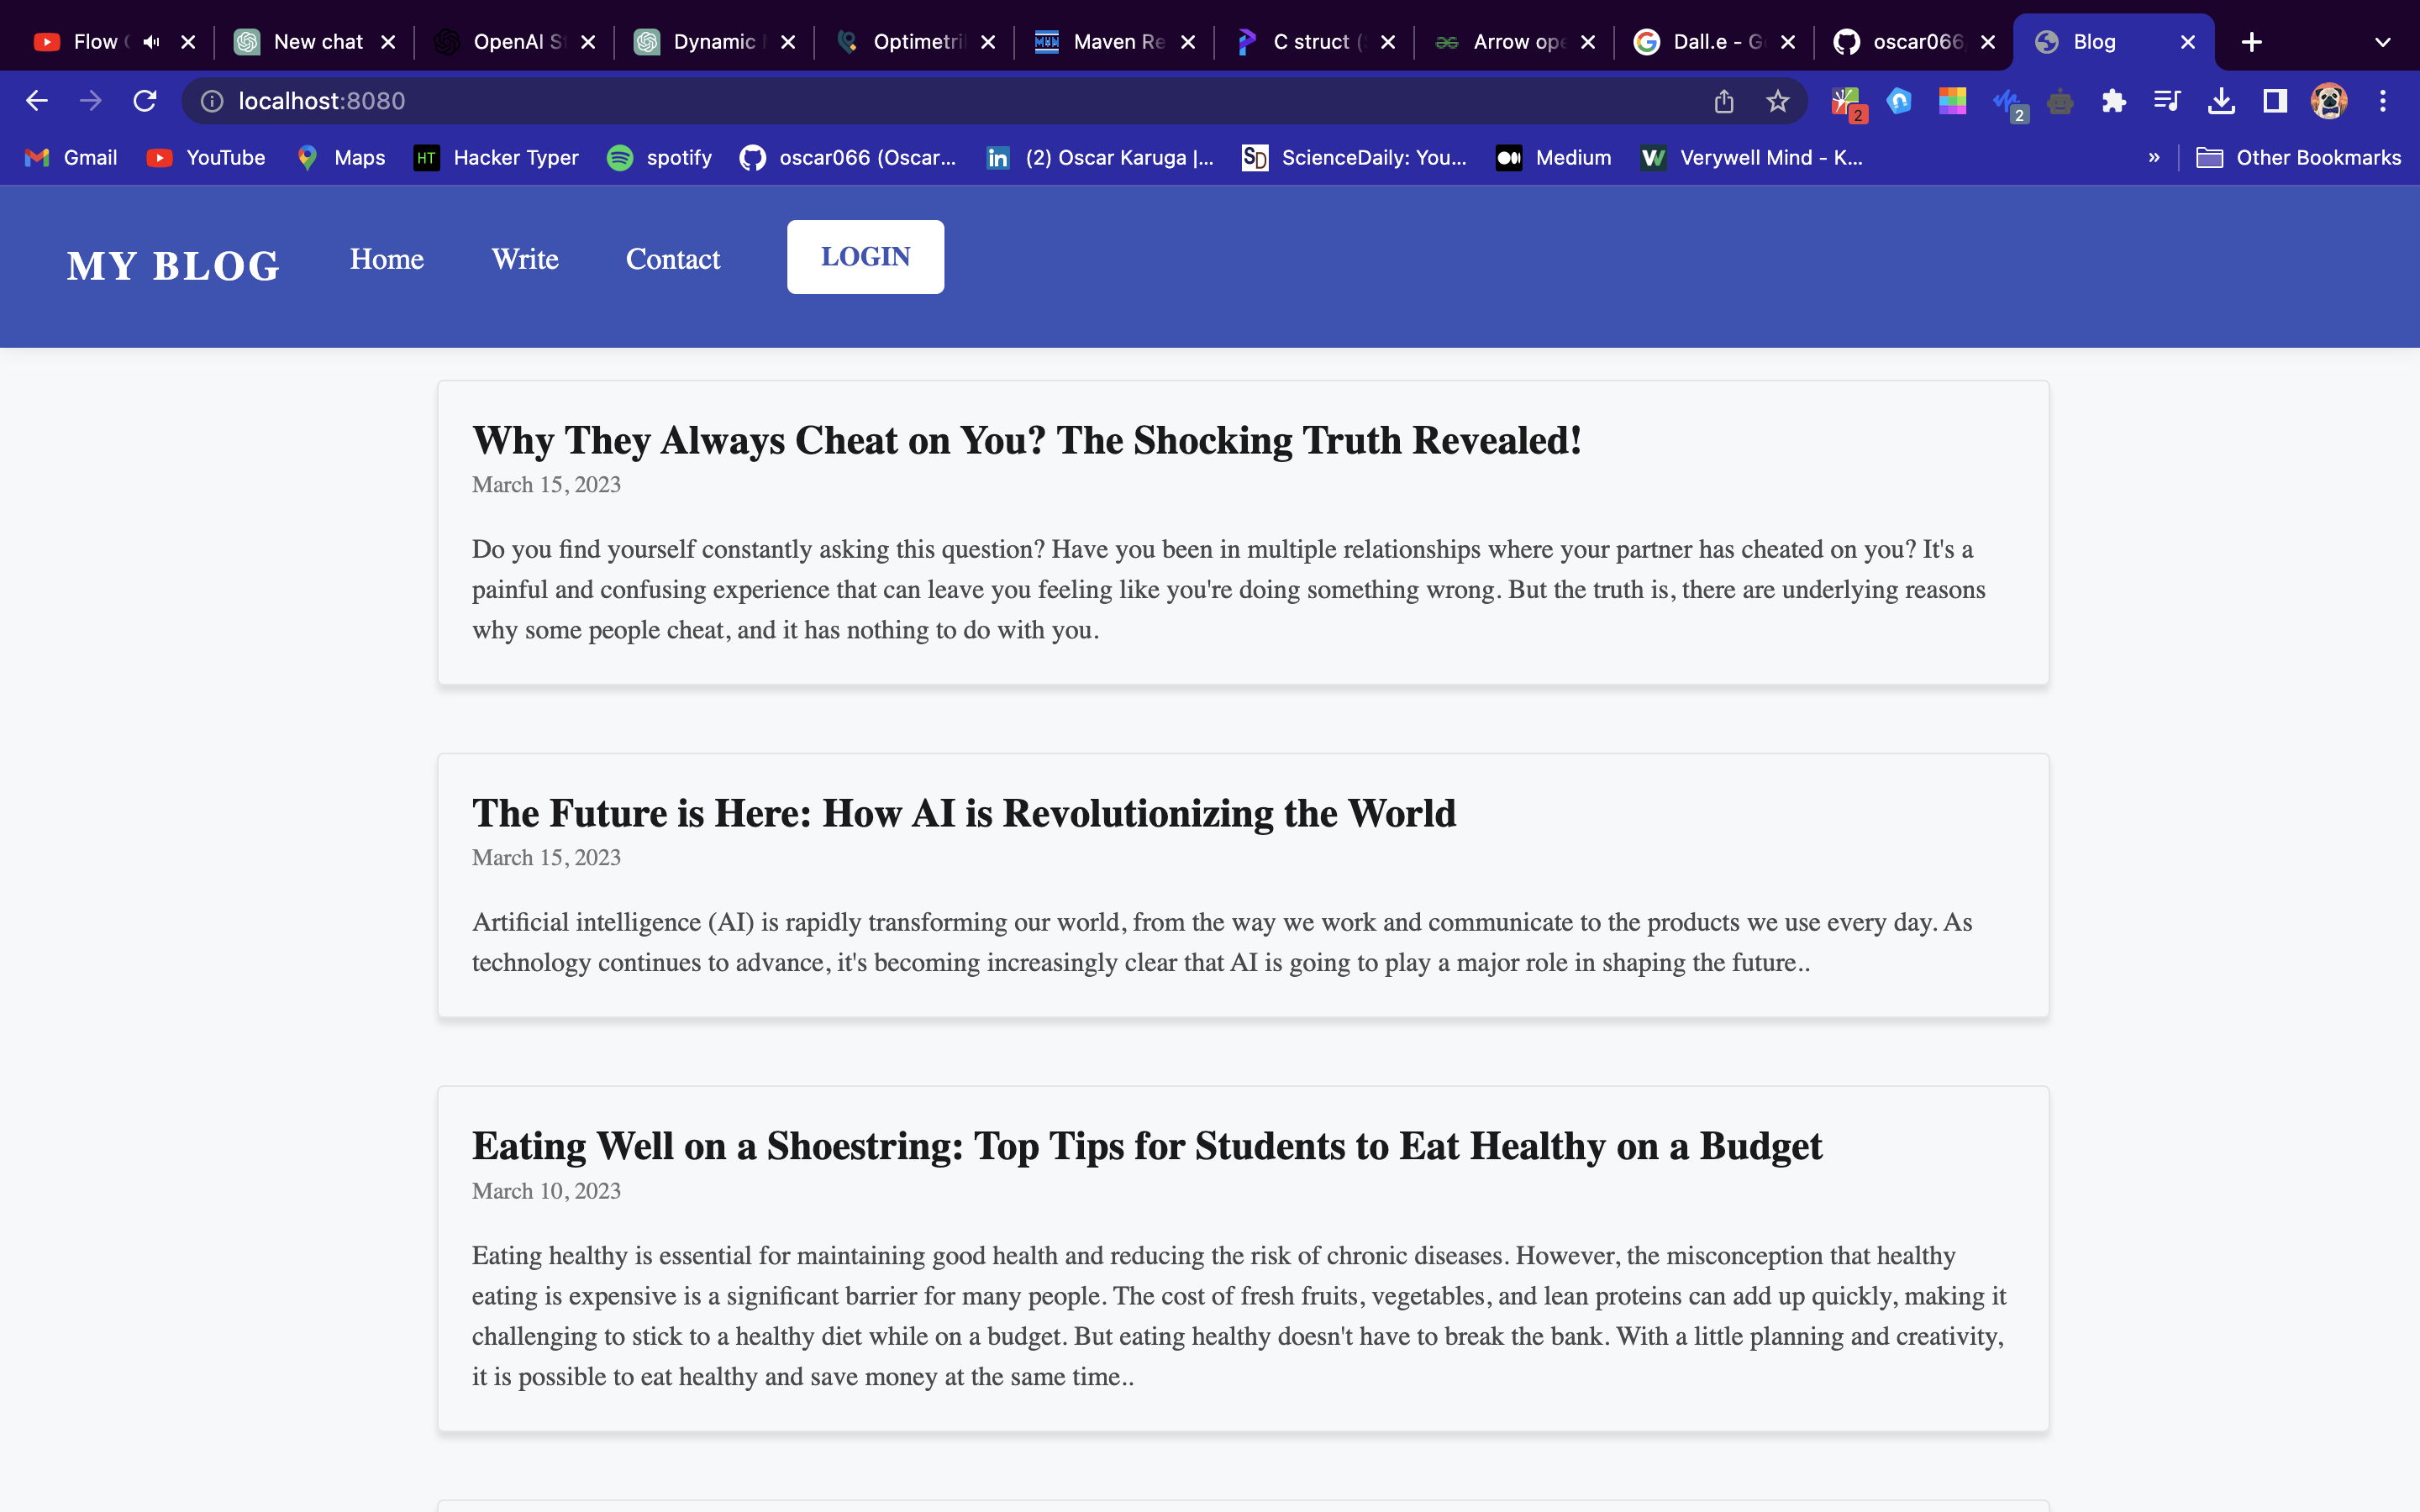 Flow
New chat
OpenAI
Dynamic
Optimetri
Maven Re
C struct
Arrow ope
Dall.e - G
oscar066
Blog
localhost:8080
2
2
Gmail
YouTube
Maps
HT
Hacker Typer
spotify
oscar066 (Oscar...
in
(2) Oscar Karuga |...
SD
ScienceDaily: You...
Medium
Verywell Mind - K...
»
Other Bookmarks
MY BLOG
Home
Write
Contact
LOGIN
Why They Always Cheat on You? The Shocking Truth Revealed!
March 15, 2023
Do you find yourself constantly asking this question? Have you been in multiple relationships where your partner has cheated on you? It's a
painful and confusing experience that can leave you feeling like you're doing something wrong. But the truth is, there are underlying reasons
why some people cheat, and it has nothing to do with you.
The Future is Here: How AI is Revolutionizing the World
March 15, 2023
Artificial intelligence (AI) is rapidly transforming our world, from the way we work and communicate to the products we use every day. As
technology continues to advance, it's becoming increasingly clear that AI is going to play a major role in shaping the future..
Eating Well on a Shoestring: Top Tips for Students to Eat Healthy on a Budget
March 10, 2023
Eating healthy is essential for maintaining good health and reducing the risk of chronic diseases. However, the misconception that healthy
eating is expensive is a significant barrier for many people. The cost of fresh fruits, vegetables, and lean proteins can add up quickly, making it
challenging to stick to a healthy diet while on a budget. But eating healthy doesn't have to break the bank. With a little planning and creativity,
it is possible to eat healthy and save money at the same time..